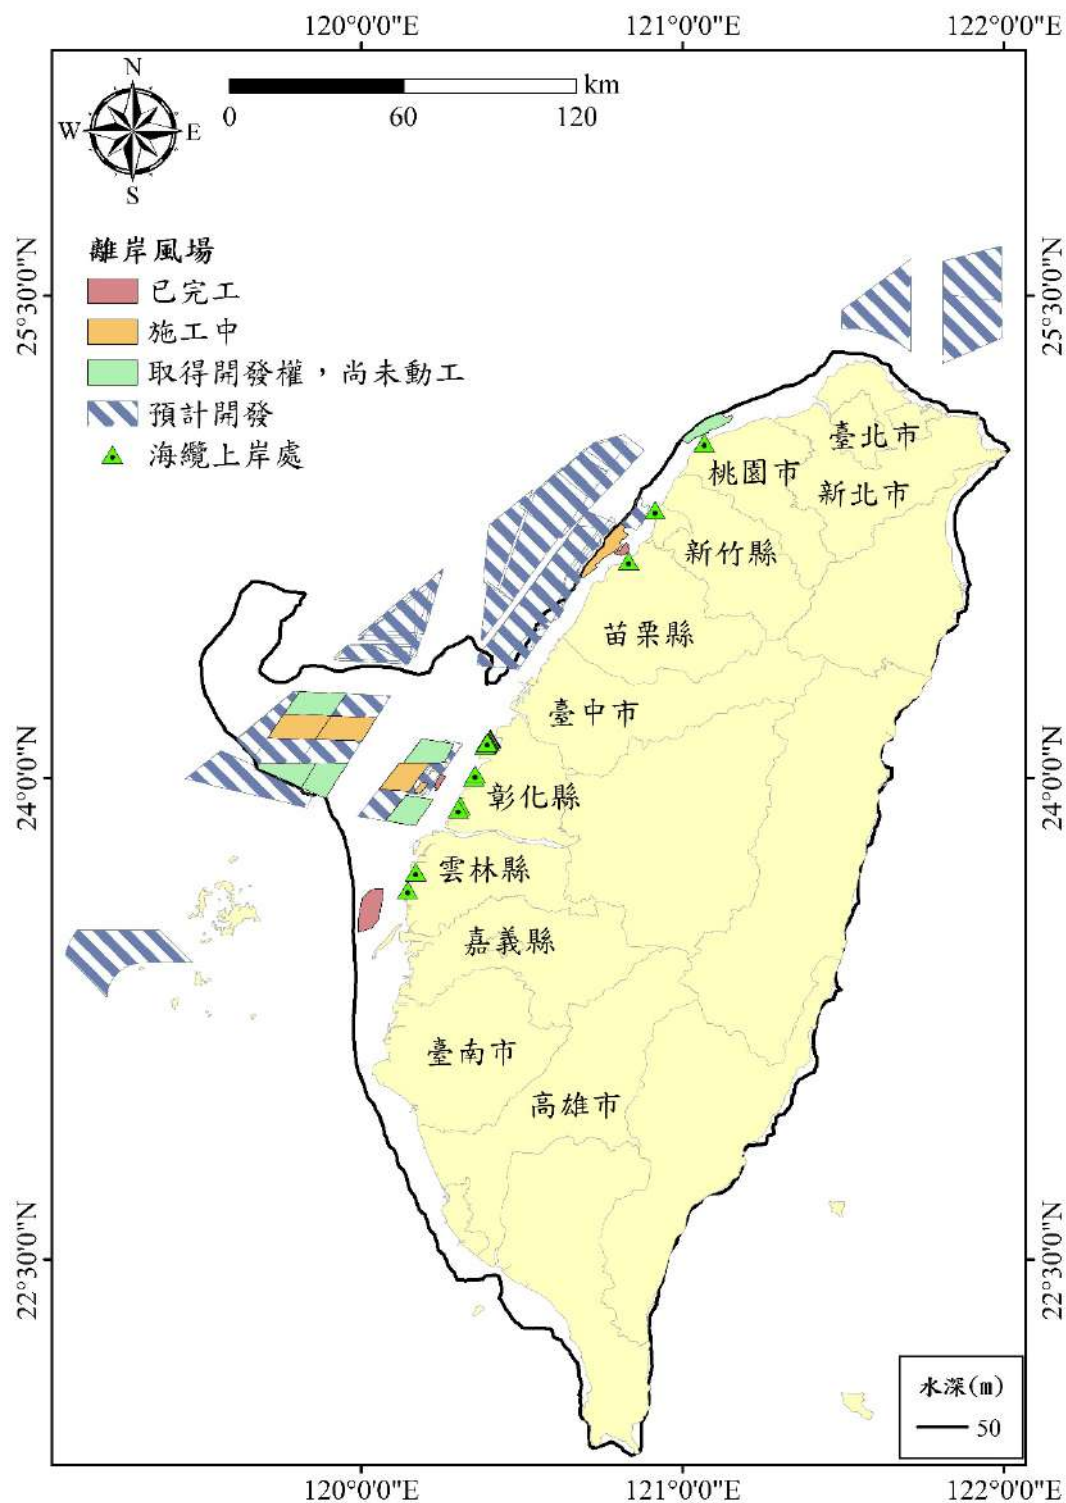 120°0'0"E 121°0'0"E 122°0'0"E
N
W E
S
km
0 60 120
離岸風場
已完工
施工中
取得開發權，尚未動工
預計開發
海纜上岸處
25°30'0"N 25°30'0"N
臺北市
桃園市
新北市
新竹縣
苗栗縣
臺中市
24°0'0"N 24°0'0"N
彰化縣
雲林縣
嘉義縣
臺南市
高雄市
22°30'0"N 22°30'0"N
水深(m)
50
120°0'0"E 121°0'0"E 122°0'0"E